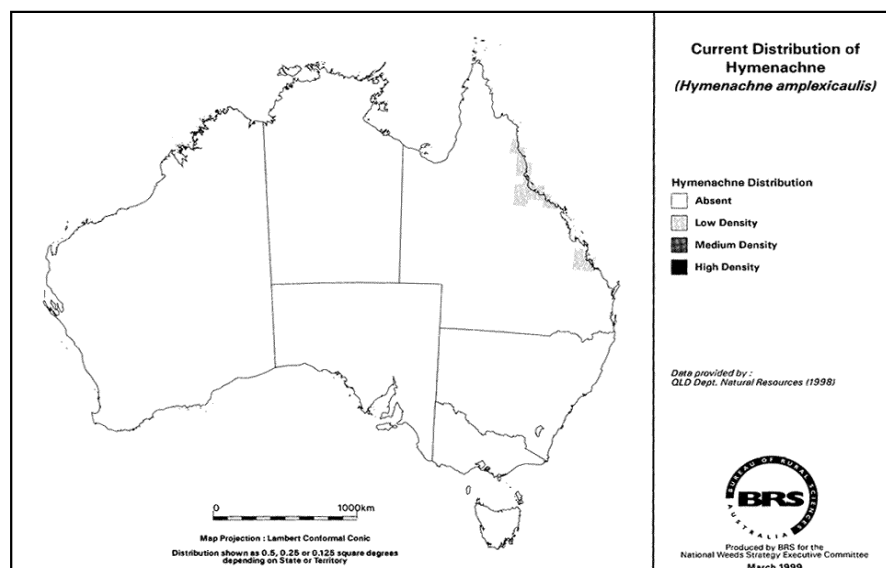 Current Distribution of
Hymenachne
(Hymenachne amplexicaulis)
Hymenachne Distribution
Absent
Low Density
Medium Density
High Density
Data provided by :
QLD Dept. Natural Resources (1998)
0
1000km
Map Projection : Lambert Conformal Conic
Distribution shown as 0.5, 0.25 or 0.125 square degrees
depending on State or Territory
BUREAU OF RURAL SCIENCES
BRS
AUSTRALIA
Produced by BRS for the
National Weeds Strategy Executive Committee
March 1999